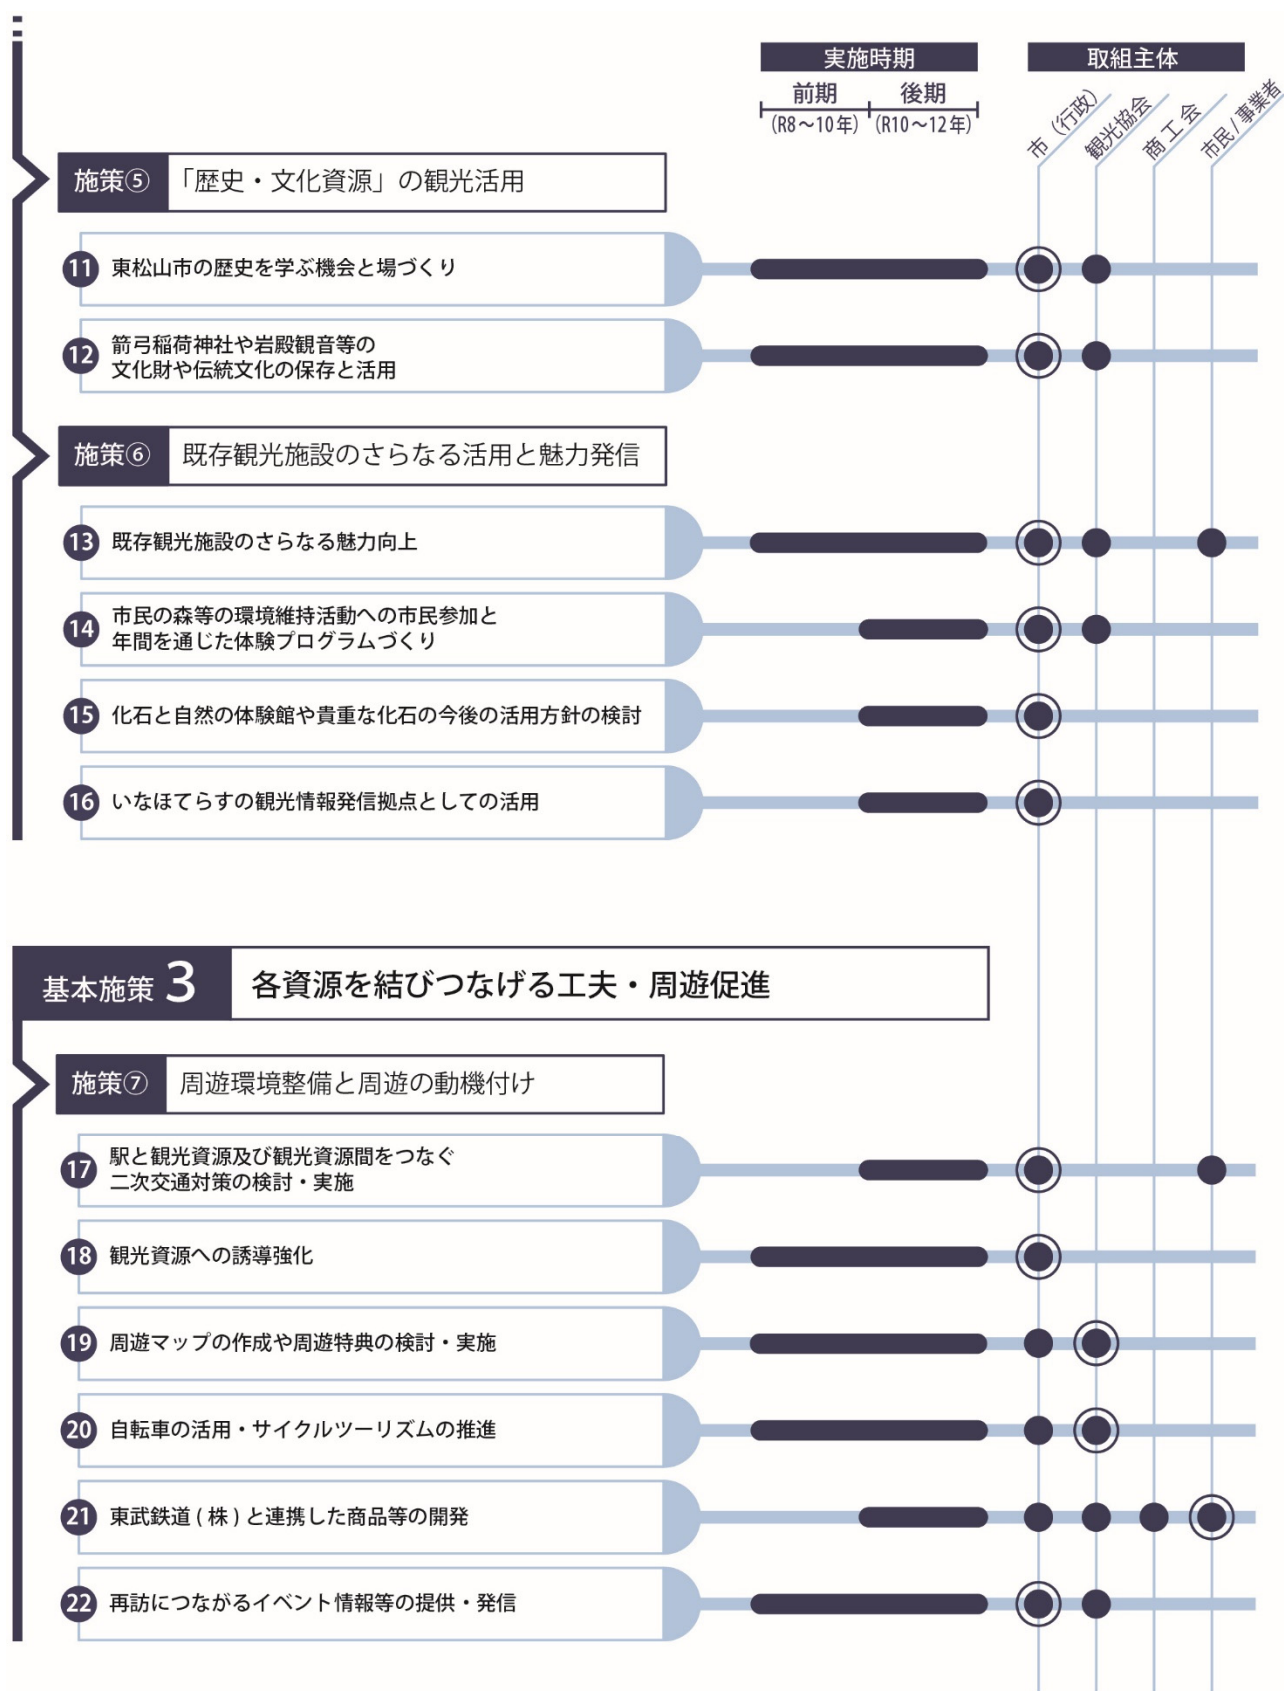 実施時期
取組主体
前期
後期
(R8～10年)
(R10～12年)
市（行政）
観光協会
商工会
市民/事業者
施策⑤
「歴史・文化資源」の観光活用
11 東松山市の歴史を学ぶ機会と場づくり
12 箭弓稲荷神社や岩殿観音等の
文化財や伝統文化の保存と活用
施策⑥
既存観光施設のさらなる活用と魅力発信
13 既存観光施設のさらなる魅力向上
14 市民の森等の環境維持活動への市民参加と
年間を通じた体験プログラムづくり
15 化石と自然の体験館や貴重な化石の今後の活用方針の検討
16 いなほてらすの観光情報発信拠点としての活用
基本施策 3
各資源を結びつなげる工夫・周遊促進
施策⑦
周遊環境整備と周遊の動機付け
17 駅と観光資源及び観光資源間をつなぐ
二次交通対策の検討・実施
18 観光資源への誘導強化
19 周遊マップの作成や周遊特典の検討・実施
20 自転車の活用・サイクルツーリズムの推進
21 東武鉄道(株)と連携した商品等の開発
22 再訪につながるイベント情報等の提供・発信